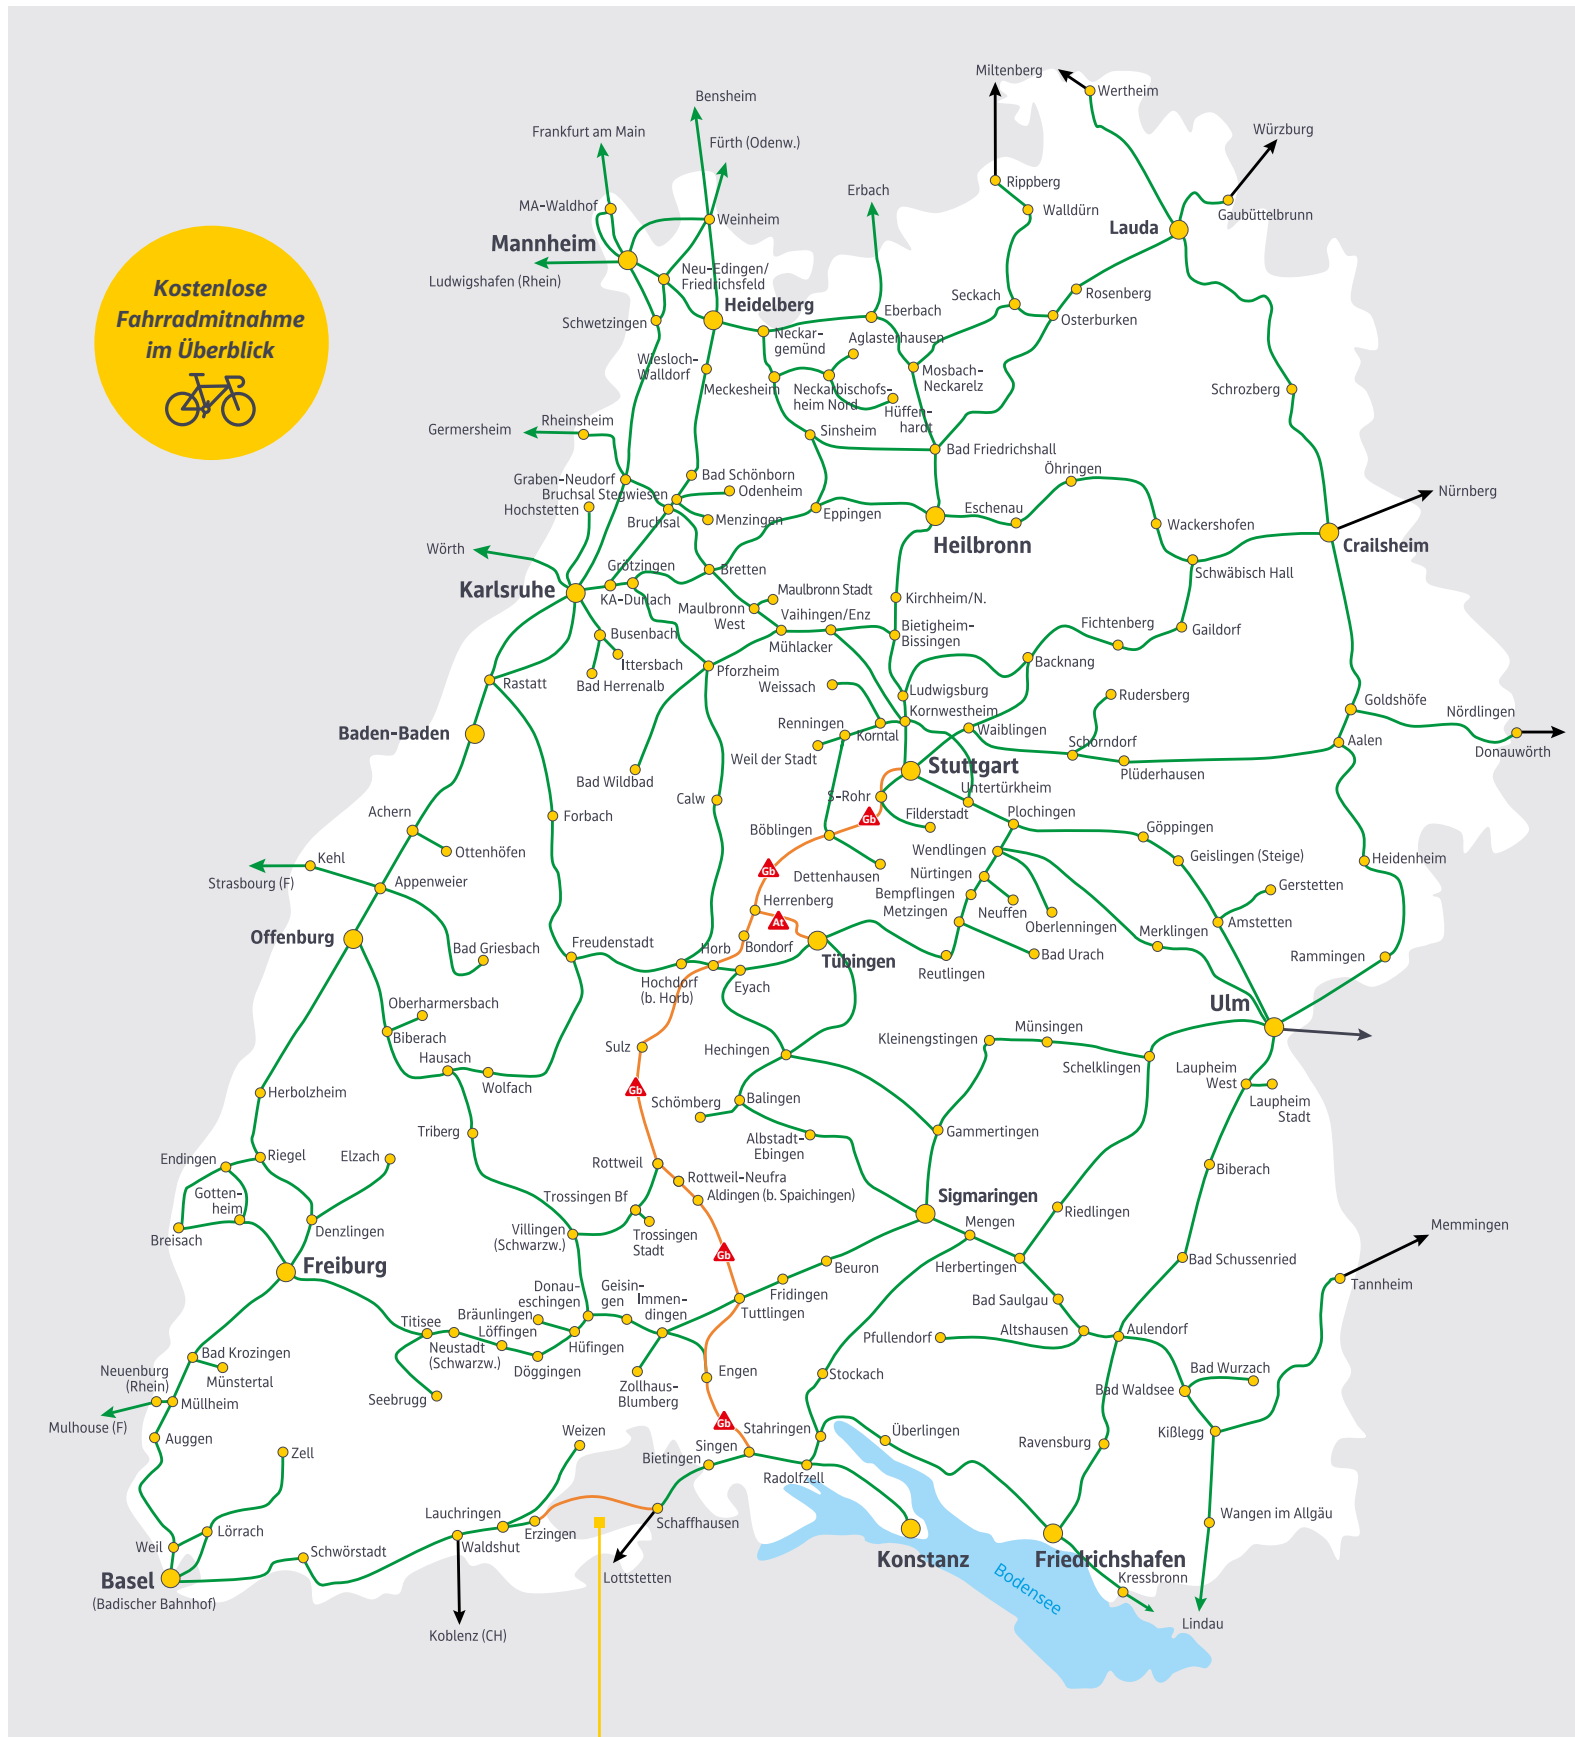 Miltenberg
Wertheim
Bensheim
Frankfurt am Main
Fürth (Odenw.)
Würzburg
Rippberg
Erbach
Walldürn
Gaubüttelbrunn
MA-Waldhof
Weinheim
Lauda
Mannheim
Ludwigshafen (Rhein)
Neu-Edingen/
Friedrichsfeld
Kostenlose
Fahrradmitnahme
im Überblick
Seckach
Rosenberg
Heidelberg
Eberbach
Osterburken
Schwetzingen
Neckar-
gemünd
Aglasterhausen
Wiesloch-
Walldorf
Mosbach-
Neckarelz
Meckesheim
Neckarbischofs-
heim Nord
Hüffen-
hardt
Schrozberg
Rheinsheim
Germersheim
Sinsheim
Bad Friedrichshall
Öhringen
Graben-Neudorf
Bad Schönborn
Bruchsal Stegwiesen
Odenheim
Nürnberg
Hochstetten
Bruchsal
Menzingen
Eppingen
Eschenau
Wackershofen
Heilbronn
Crailsheim
Wörth
Grötzingen
Bretten
Schwäbisch Hall
Karlsruhe
KA-Durlach
Maulbronn Stadt
Kirchheim/N.
Maulbronn
West
Vaihingen/Enz
Busenbach
Mühlacker
Bietigheim-
Bissingen
Fichtenberg
Gaildorf
Ittersbach
Pforzheim
Backnang
Bad Herrenalb
Rastatt
Weissach
Ludwigsburg
Rudersberg
Goldshöfe
Nördlingen
Baden-Baden
Renningen
Korntal
Kornwestheim
Waiblingen
Schorndorf
Aalen
Donauwörth
Weil der Stadt
Plüderhausen
Bad Wildbad
Stuttgart
Calw
S-Rohr
Untertürkheim
Achern
Forbach
Gb
Filderstadt
Plochingen
Böblingen
Göppingen
Ottenhöfen
Wendlingen
Geislingen (Steige)
Heidenheim
Kehl
Strasbourg (F)
Gb
Dettenhausen
Nürtingen
Gerstetten
Appenweier
Bempflingen
Herrenberg
Metzingen
Neuffen
Oberlenningen
Amstetten
At
Offenburg
Bondorf
Merklingen
Bad Griesbach
Freudenstadt
Horb
Tübingen
Reutlingen
Bad Urach
Rammingen
Hochdorf
(b. Horb)
Eyach
Oberharmersbach
Ulm
Biberach
Münsingen
Sulz
Hechingen
Kleinengstingen
Hausach
Schelklingen
Laupheim
West
Wolfach
Gb
Herbolzheim
Schömberg
Balingen
Laupheim
Stadt
Triberg
Albstadt-
Ebingen
Gammertingen
Endingen
Riegel
Elzach
Rottweil
Biberach
Rottweil-Neufra
Gotten-
heim
Trossingen Bf
Aldingen (b. Spaichingen)
Sigmaringen
Riedlingen
Breisach
Denzlingen
Villingen
(Schwarzw.)
Trossingen
Stadt
Mengen
Memmingen
Gb
Freiburg
Beuron
Herbertingen
Bad Schussenried
Tannheim
Donau-
eschingen
Geisin-
gen
Immen-
dingen
Fridingen
Bad Saulgau
Titisee
Bräunlingen
Tuttlingen
Löffingen
Neustadt
(Schwarzw.)
Hüfingen
Pfullendorf
Altshausen
Aulendorf
Bad Krozingen
Münstertal
Döggingen
Neuenburg
(Rhein)
Seebrugg
Zollhaus-
Blumberg
Engen
Stockach
Bad Wurzach
Bad Waldsee
Müllheim
Mulhouse (F)
Gb
Auggen
Weizen
Stahringen
Überlingen
Ravensburg
Kißlegg
Zell
Singen
Bietingen
Radolfzell
Lauchringen
Erzingen
Schaffhausen
Wangen im Allgäu
Lörrach
Weil
Waldshut
Schwörstadt
Lottstetten
Konstanz
Friedrichshafen
Basel
(Badischer Bahnhof)
Bodensee
Kressbronn
Koblenz (CH)
Lindau